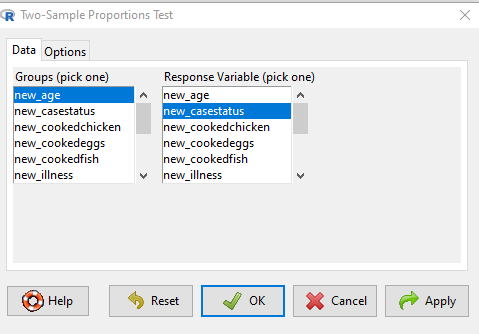 Two-Sample Proportions Test
Data Options
Groups (pick one) Response Variable (pick one)
new_age new_age
new_casestatus new_casestatus
new_cookedchicken new_cookedchicken
new_cookedeggs new_cookedeggs
new_cookedfish new_cookedfish
new_illness new_illness
Help Reset OK Cancel Apply